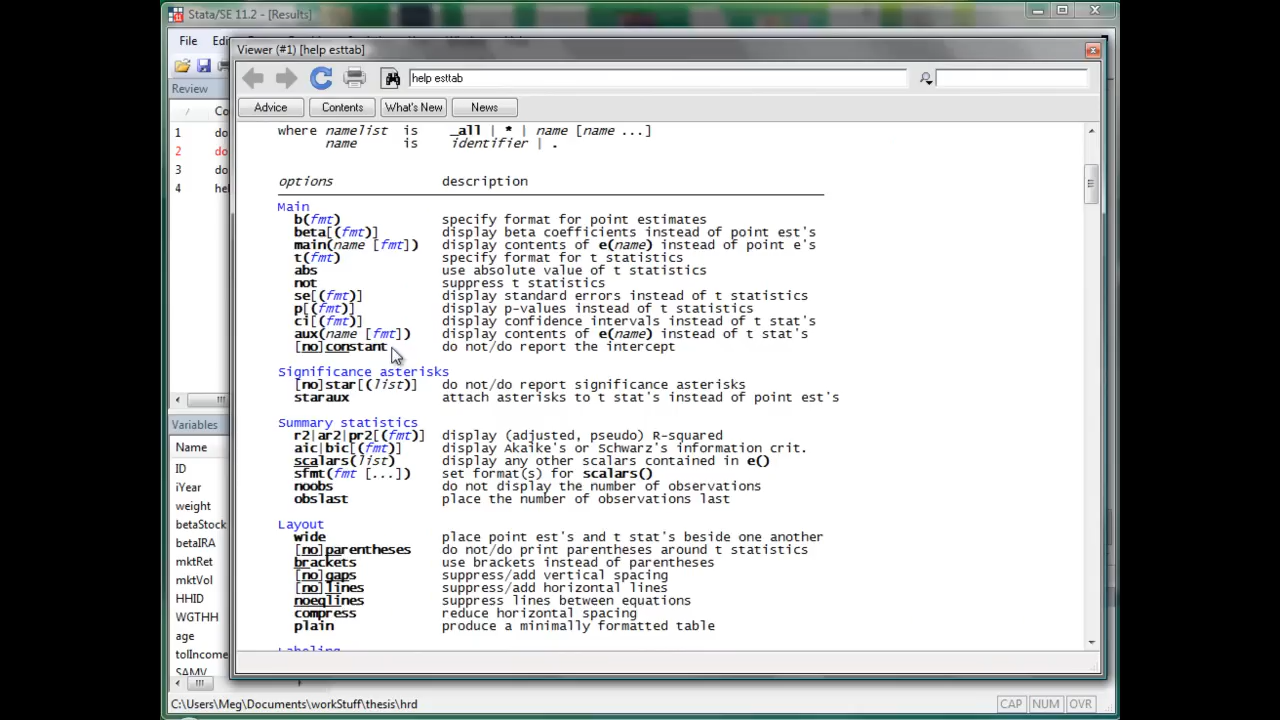 Stata/SE 11.2 - [Results]
File
Viewer (#1) [help esttab]
help esttab
Review
Advice
Contents
What's New
News
1 do
2 do
3 do
4 hel
where namelist is _all | * | name [name ...]
name is identifier | .
options description
Main
b(fmt) specify format for point estimates
beta[(fmt)] display beta coefficients instead of point est's
main(name [fmt]) display contents of e(name) instead of point e's
t(fmt) specify format for t statistics
abs use absolute value of t statistics
not suppress t statistics
se[(fmt)] display standard errors instead of t statistics
p[(fmt)] display p-values instead of t statistics
ci[(fmt)] display confidence intervals instead of t stat's
aux(name [fmt]) display contents of e(name) instead of t stat's
[no]constant do not/do report the intercept
Significance asterisks
[no]star[(list)] do not/do report significance asterisks
staraux attach asterisks to t stat's instead of point est's
Summary statistics
r2|ar2|pr2[(fmt)] display (adjusted, pseudo) R-squared
aic|bic[(fmt)] display Akaike's or Schwarz's information crit.
scalars(list) display any other scalars contained in e()
sfmt(fmt [...]) set format(s) for scalars()
noobs do not display the number of observations
obslast place the number of observations last
Layout
wide place point est's and t stat's beside one another
[no]parentheses do not/do print parentheses around t statistics
brackets use brackets instead of parentheses
[no]gaps suppress/add vertical spacing
[no]lines suppress/add horizontal lines
noeqlines suppress lines between equations
compress reduce horizontal spacing
plain produce a minimally formatted table
Labeling
Variables
Name
ID
iYear
weight
betaStock
betaIRA
mktRet
mktVol
HHID
WGTHH
age
totIncome
SAMV
C:\Users\Meg\Documents\workStuff\thesis\hrd
CAP NUM OVR